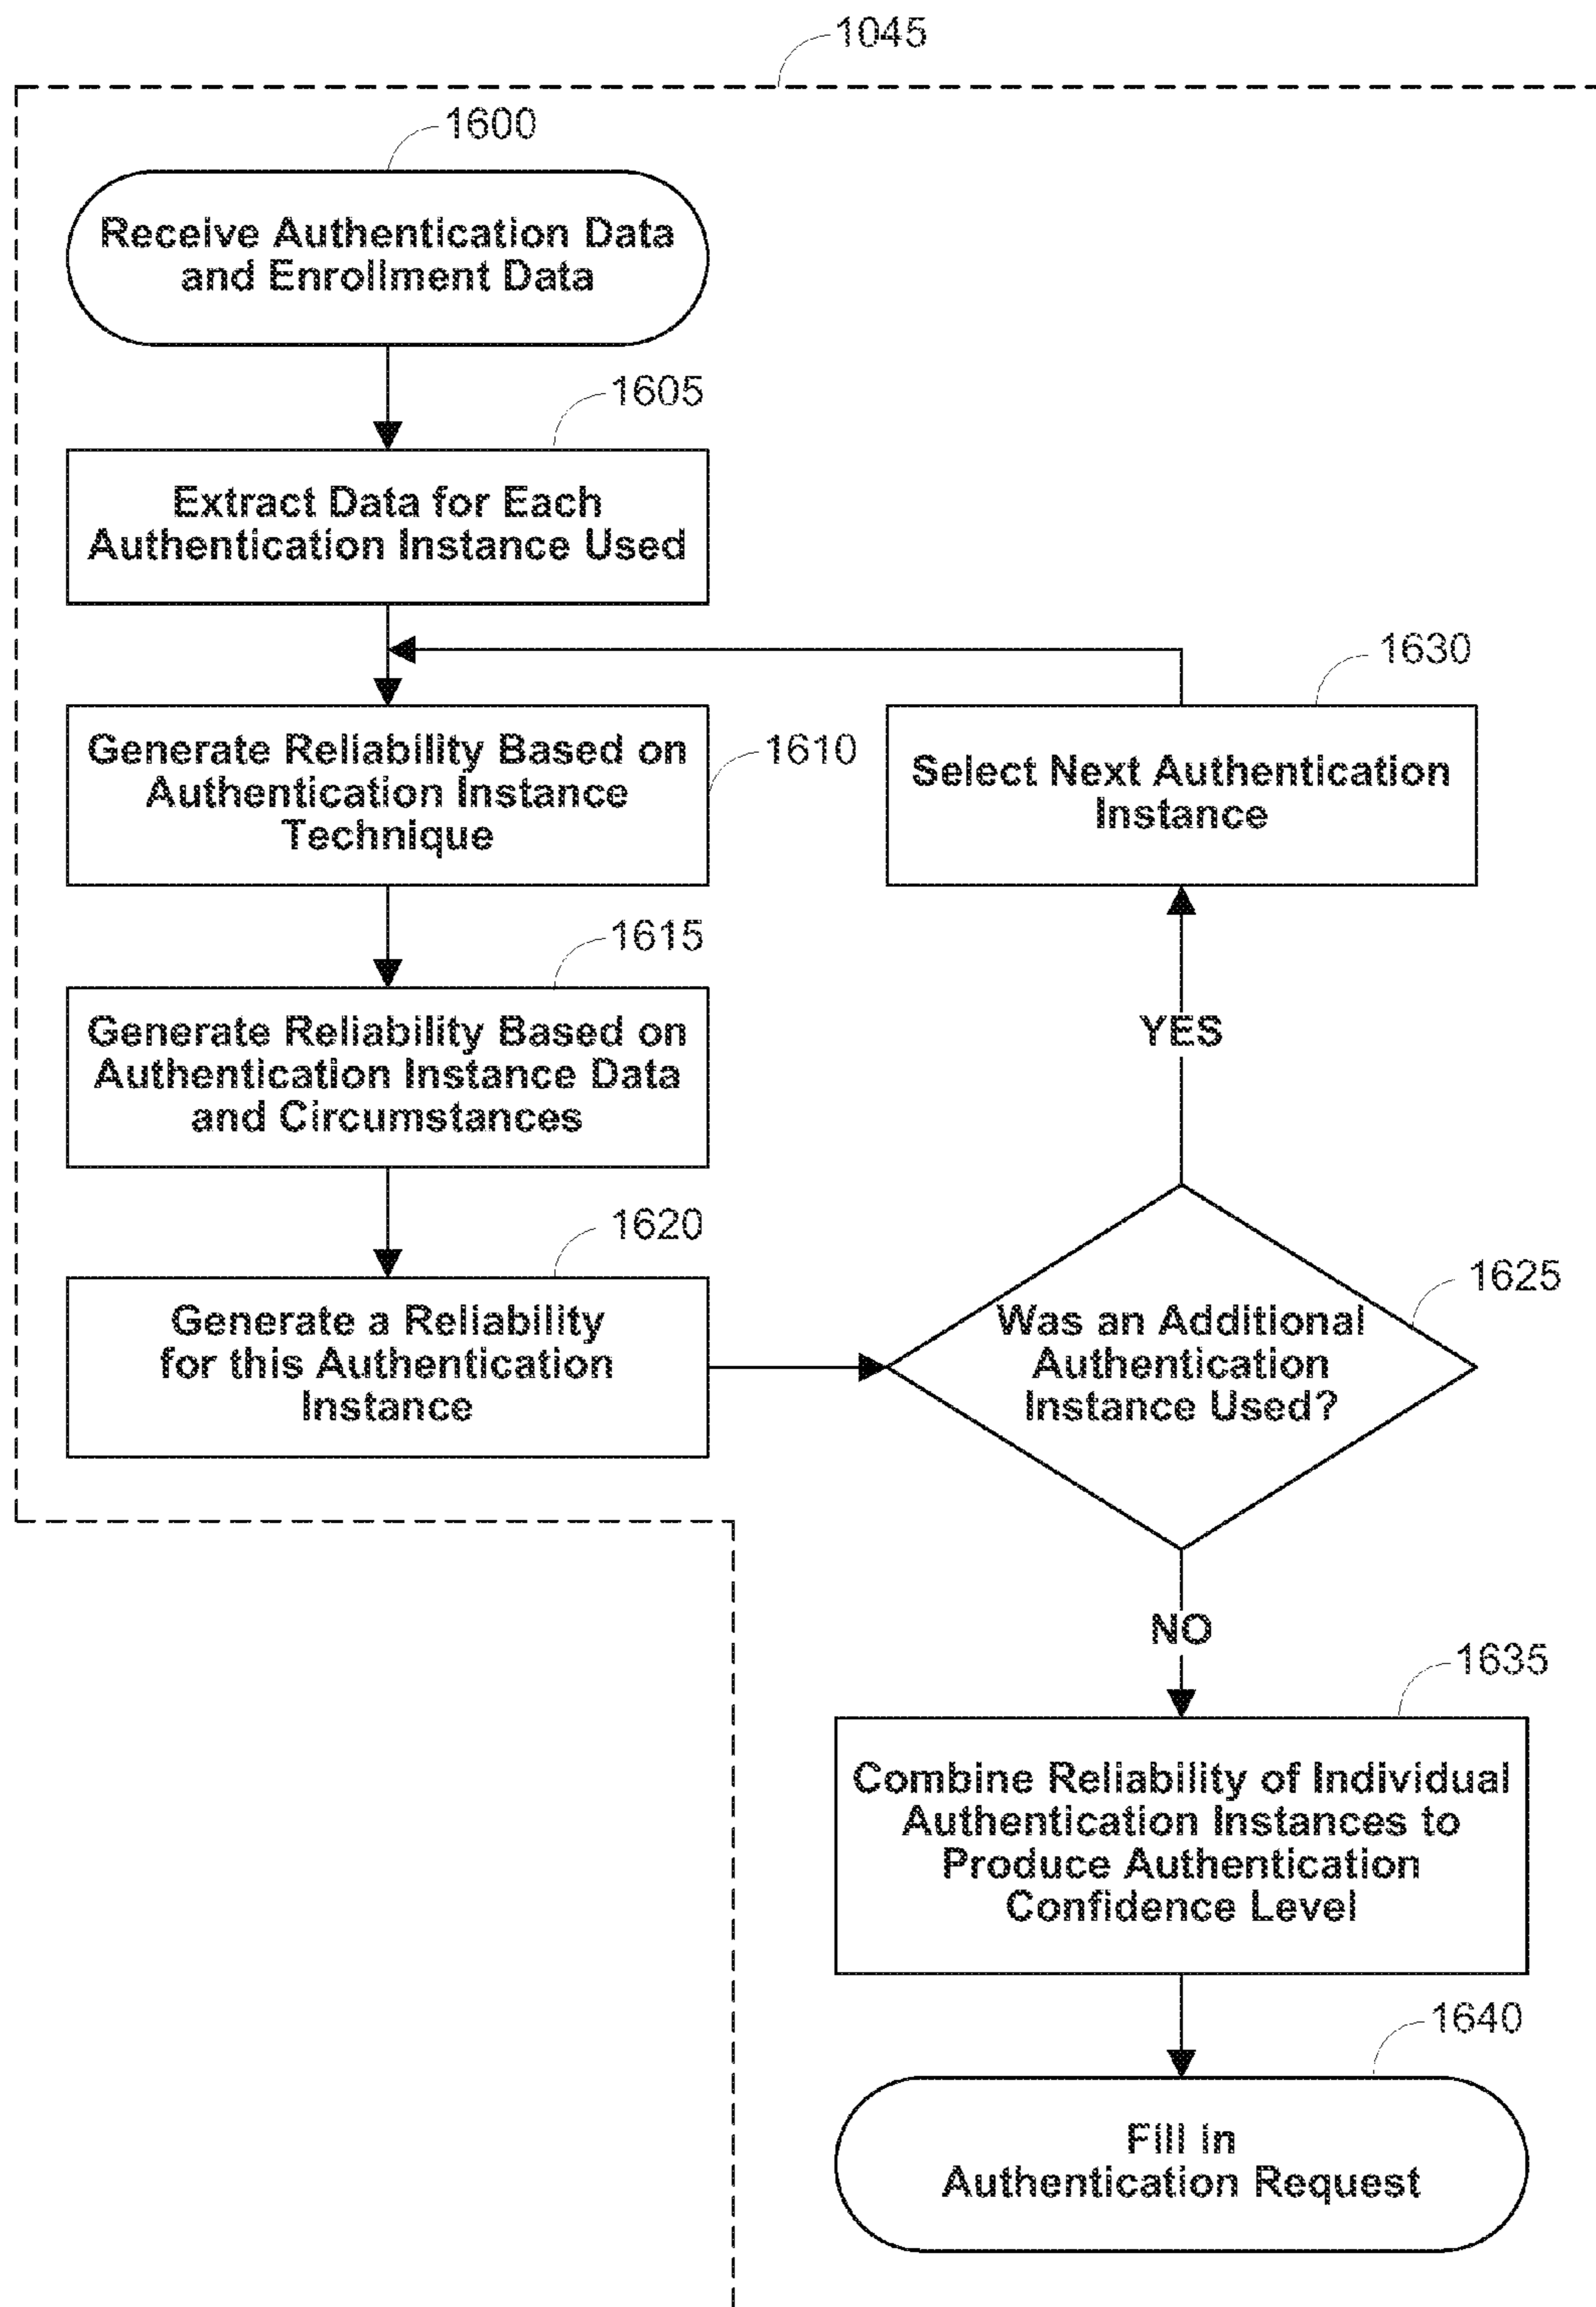 1045
1600
Receive Authentication Data
and Enrollment Data
1605
Extract Data for Each
Authentication Instance Used
1630
Generate Reliability Based on
Authentication Instance
Technique
1610
Select Next Authentication
Instance
1615
Generate Reliability Based on
Authentication Instance Data
and Circumstances
YES
1620
Generate a Reliability
for this Authentication
Instance
1625
Was an Additional
Authentication
Instance Used?
NO
1635
Combine Reliability of Individual
Authentication Instances to
Produce Authentication
Confidence Level
1640
Fill in
Authentication Request